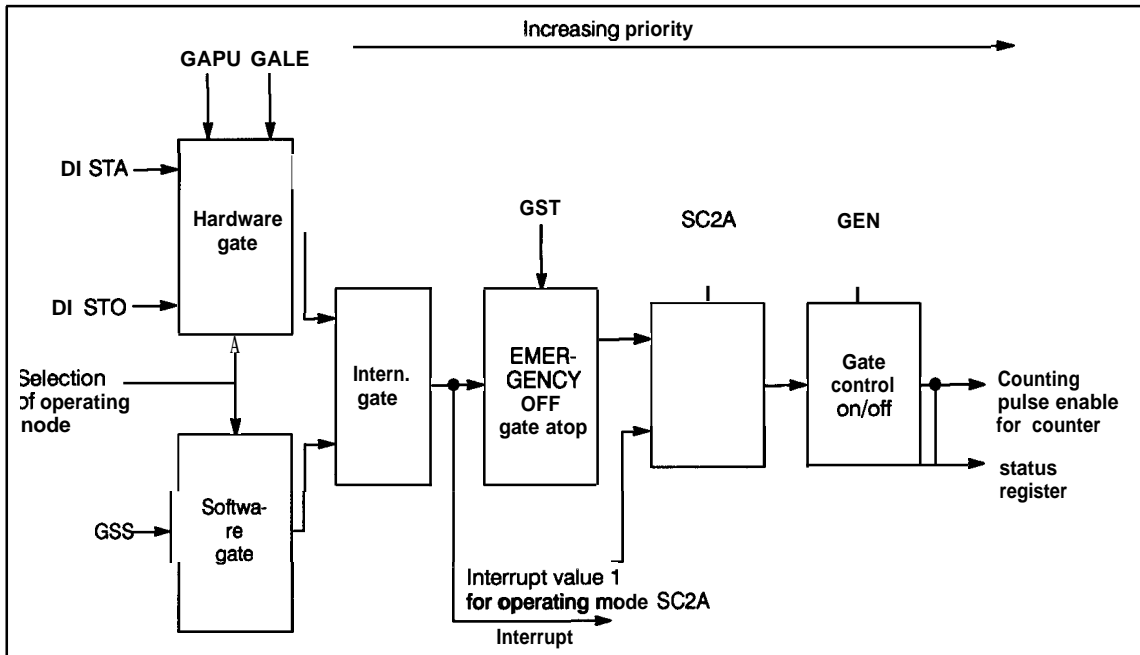 Increasing priority
GAPU GALE
DI STA
Hardware
gate
DI STO
A
Selection
of operating
node
GSS
Softwa-
re
gate
Intern.
gate
GST
EMER-
GENCY
OFF
gate atop
SC2A
GEN
Gate
control
on/off
Counting
pulse enable
for counter
status
register
Interrupt value 1
for operating mode SC2A
Interrupt